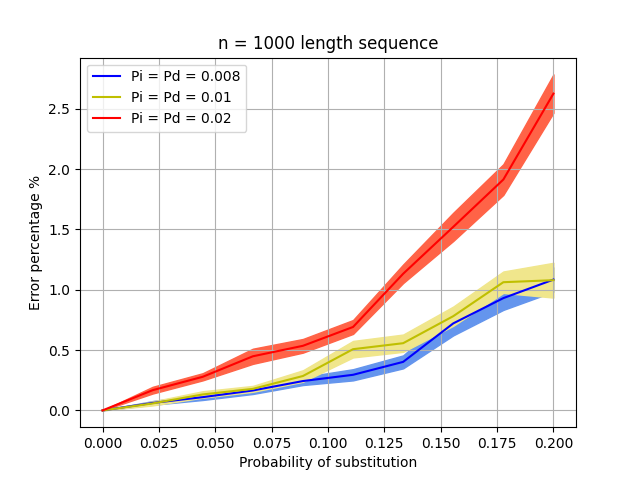 n = 1000 length sequence
Pi = Pd = 0.008
Pi = Pd = 0.01
Pi = Pd = 0.02
Error percentage %
2.5
2.0
1.5
1.0
0.5
0.0
0.000 0.025 0.050 0.075 0.100 0.125 0.150 0.175 0.200
Probability of substitution